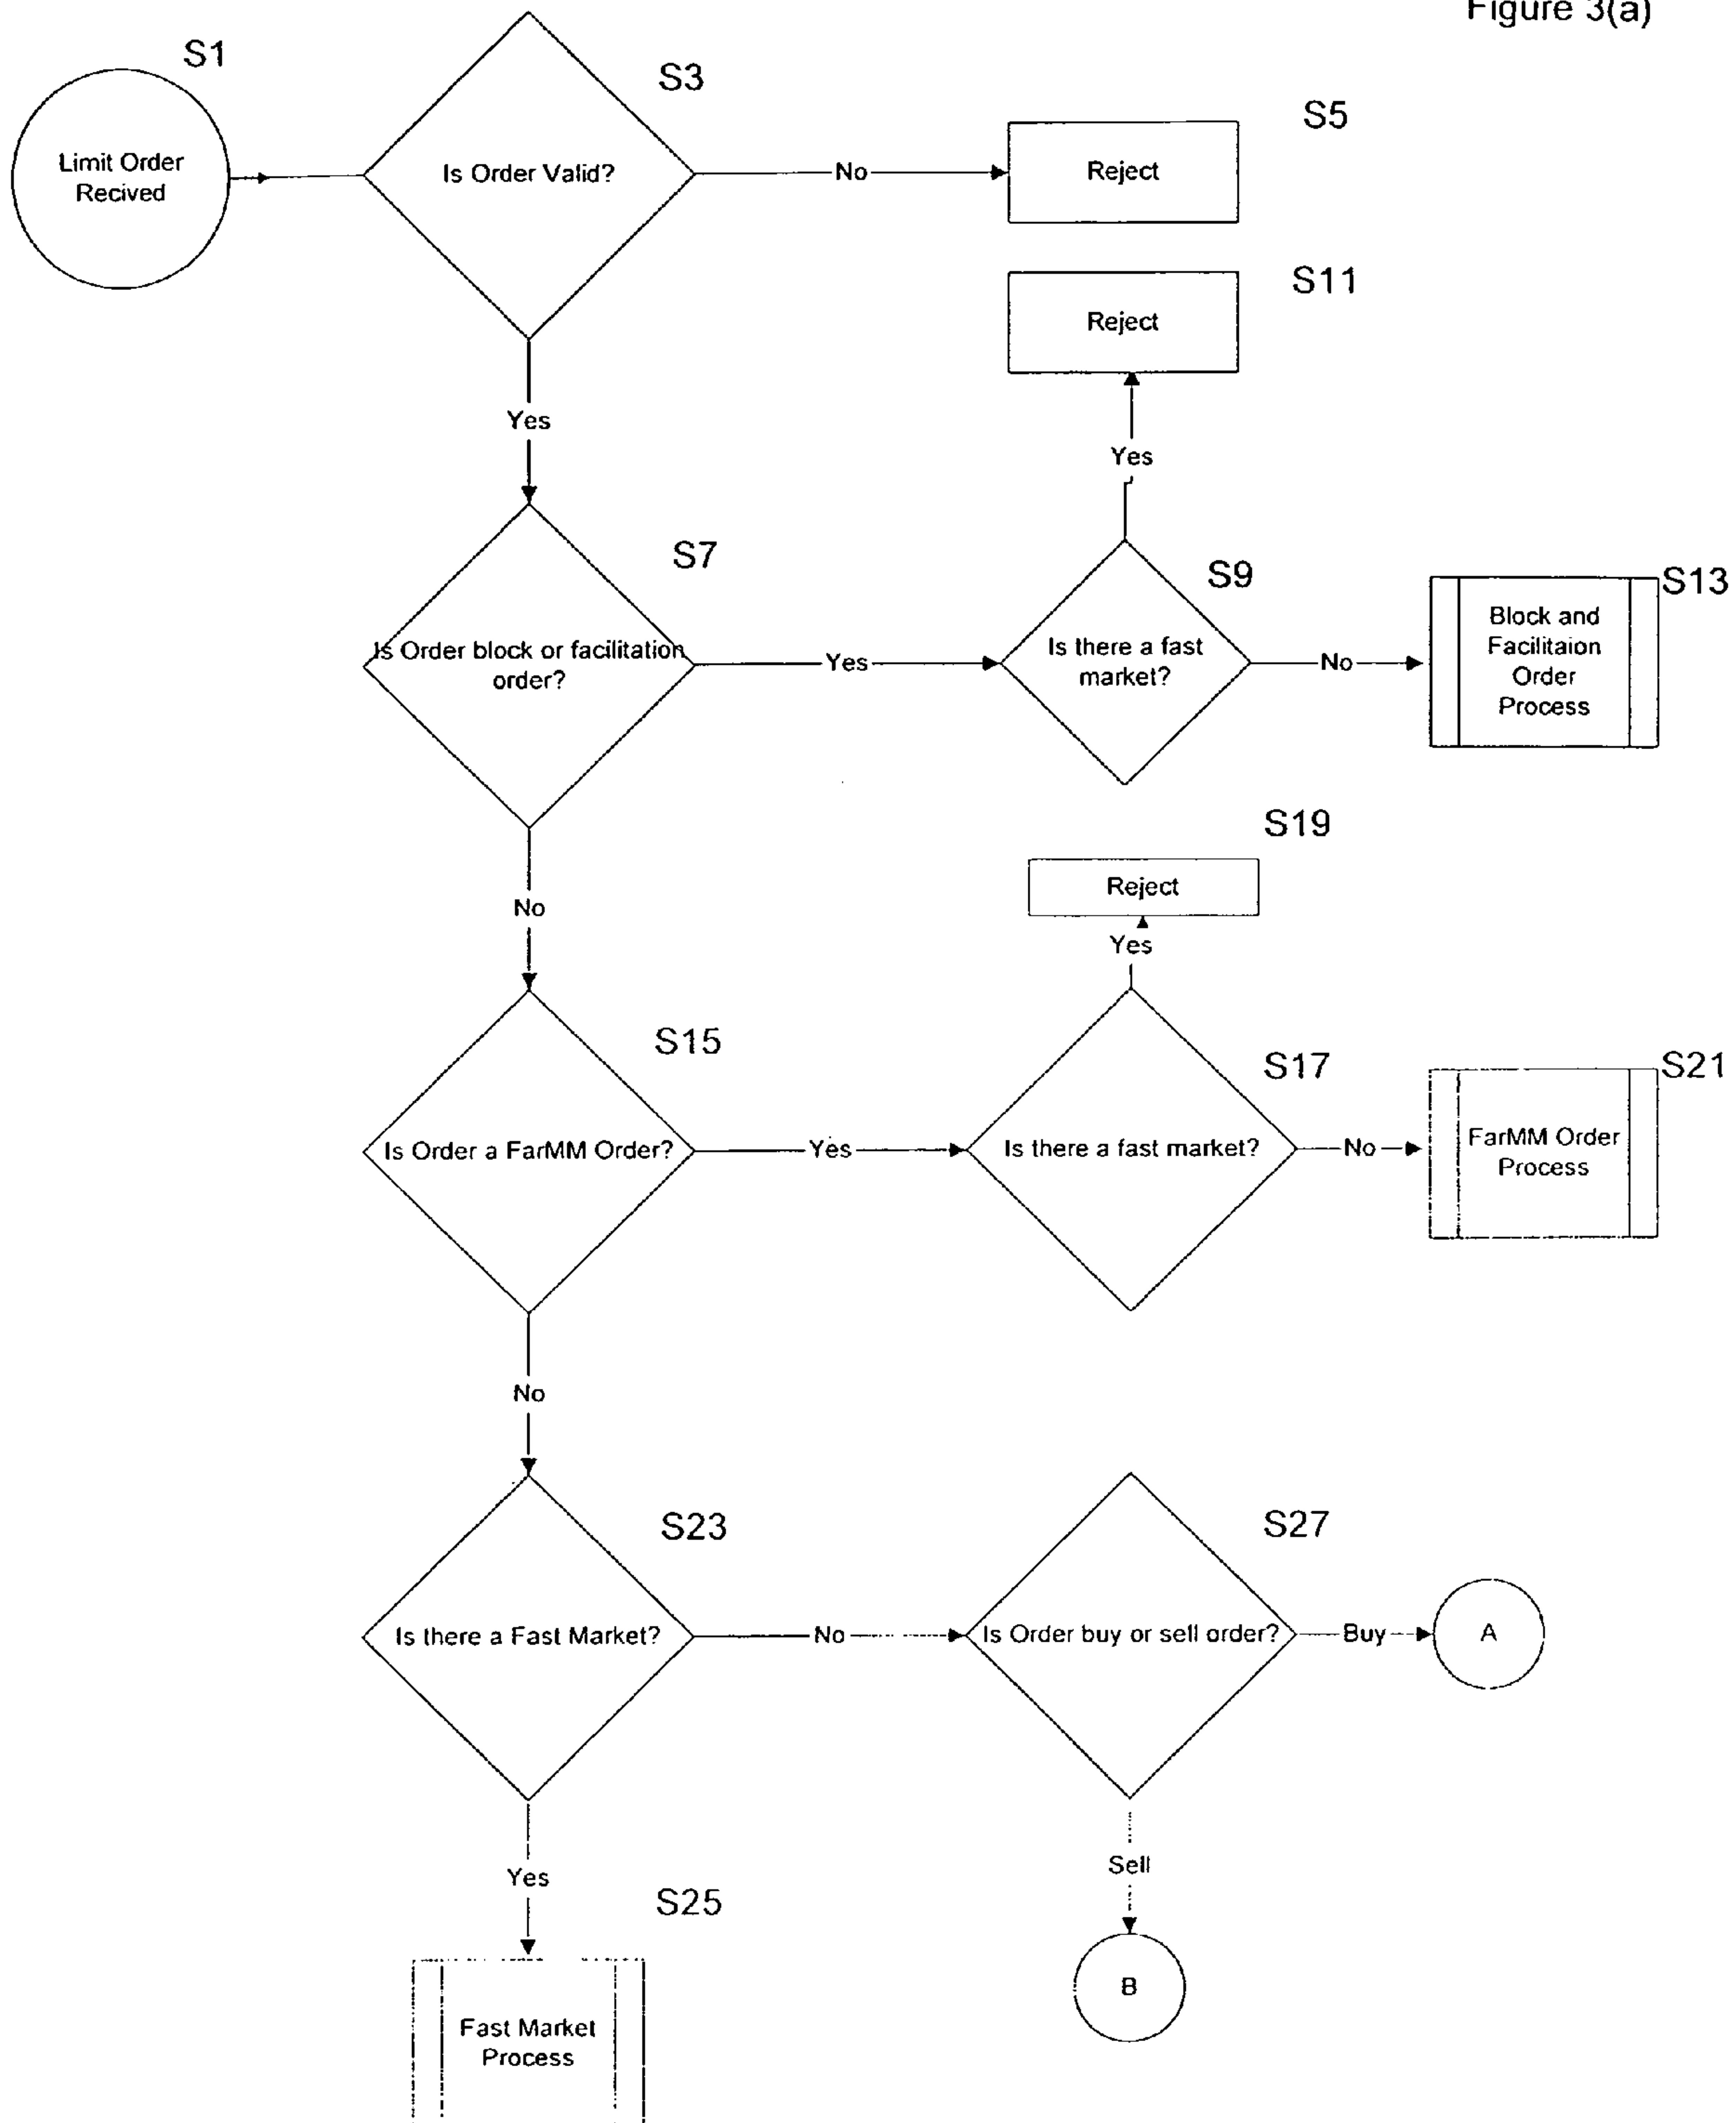 Figure 3(a)
S1
Limit Order
Recived
S3
Is Order Valid?
No
S5
Reject
S11
Reject
Yes
Yes
S7
Is Order block or facilitation
order?
Yes
S9
Is there a fast
market?
No
S13
Block and
Facilitaion
Order
Process
No
S19
Reject
Yes
S15
Is Order a FarMM Order?
Yes
S17
Is there a fast market?
No
S21
FarMM Order
Process
No
S23
Is there a Fast Market?
No
S27
Is Order buy or sell order?
Buy
A
Yes
Sell
S25
B
Fast Market
Process